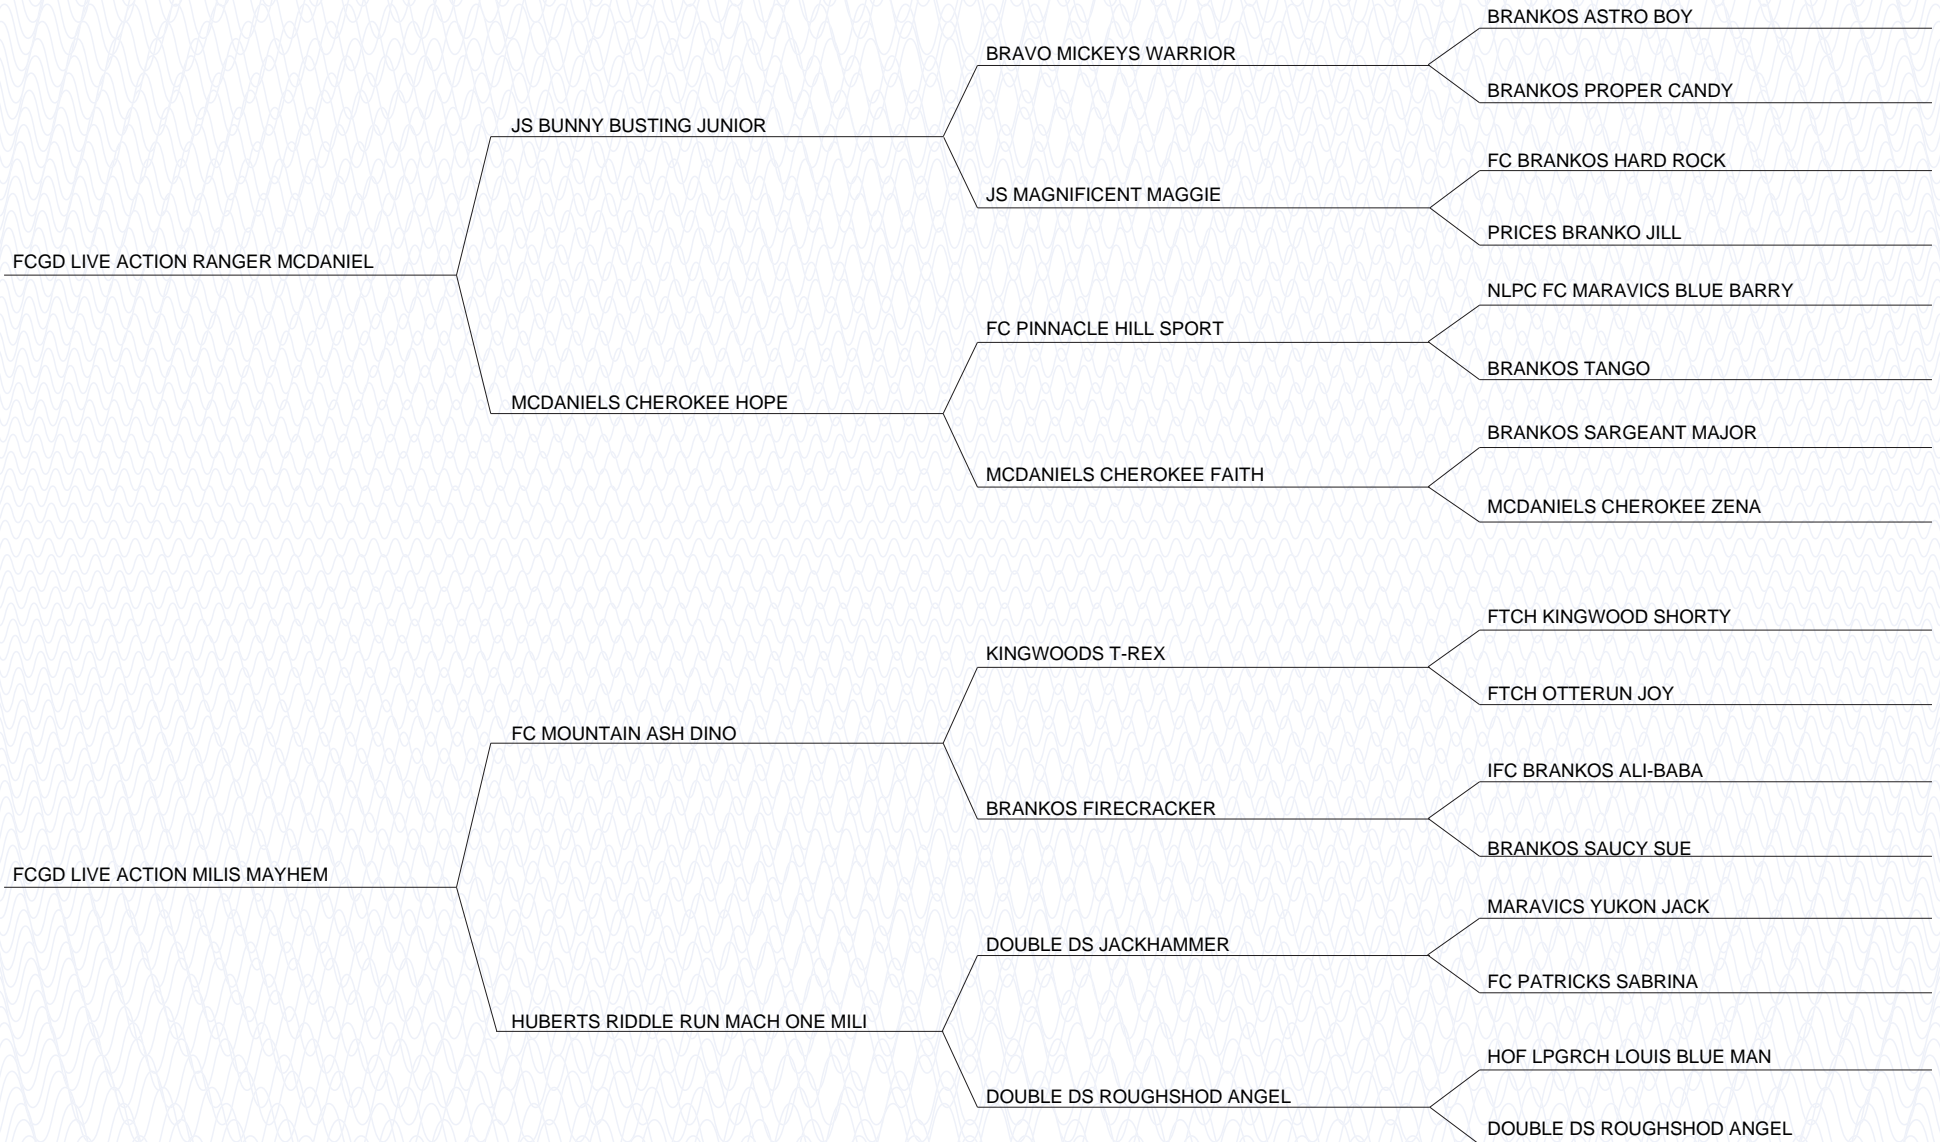 BRANKOS ASTRO BOY
BRAVO MICKEYS WARRIOR
BRANKOS PROPER CANDY
JS BUNNY BUSTING JUNIOR
FC BRANKOS HARD ROCK
JS MAGNIFICENT MAGGIE
PRICES BRANKO JILL
FCGD LIVE ACTION RANGER MCDANIEL
NLPC FC MARAVICS BLUE BARRY
FC PINNACLE HILL SPORT
BRANKOS TANGO
MCDANIELS CHEROKEE HOPE
BRANKOS SARGEANT MAJOR
MCDANIELS CHEROKEE FAITH
MCDANIELS CHEROKEE ZENA
FTCH KINGWOOD SHORTY
KINGWOODS T-REX
FTCH OTTERUN JOY
FC MOUNTAIN ASH DINO
IFC BRANKOS ALI-BABA
BRANKOS FIRECRACKER
BRANKOS SAUCY SUE
FCGD LIVE ACTION MILIS MAYHEM
MARAVICS YUKON JACK
DOUBLE DS JACKHAMMER
FC PATRICKS SABRINA
HUBERTS RIDDLE RUN MACH ONE MILI
HOF LPGRCH LOUIS BLUE MAN
DOUBLE DS ROUGHSHOD ANGEL
DOUBLE DS ROUGHSHOD ANGEL